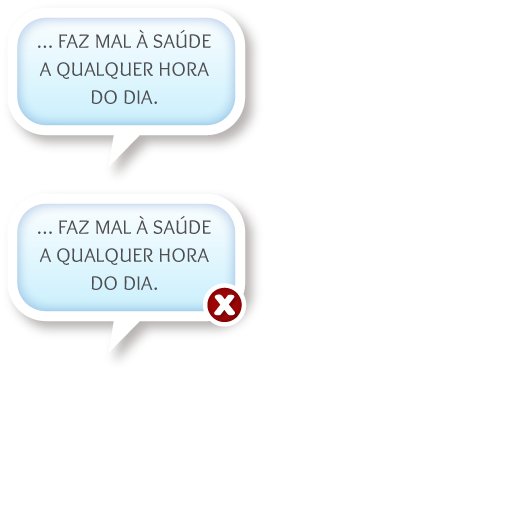 ... FAZ MAL À SAÚDE
A QUALQUER HORA
DO DIA.
... FAZ MAL À SAÚDE
A QUALQUER HORA
DO DIA.
X